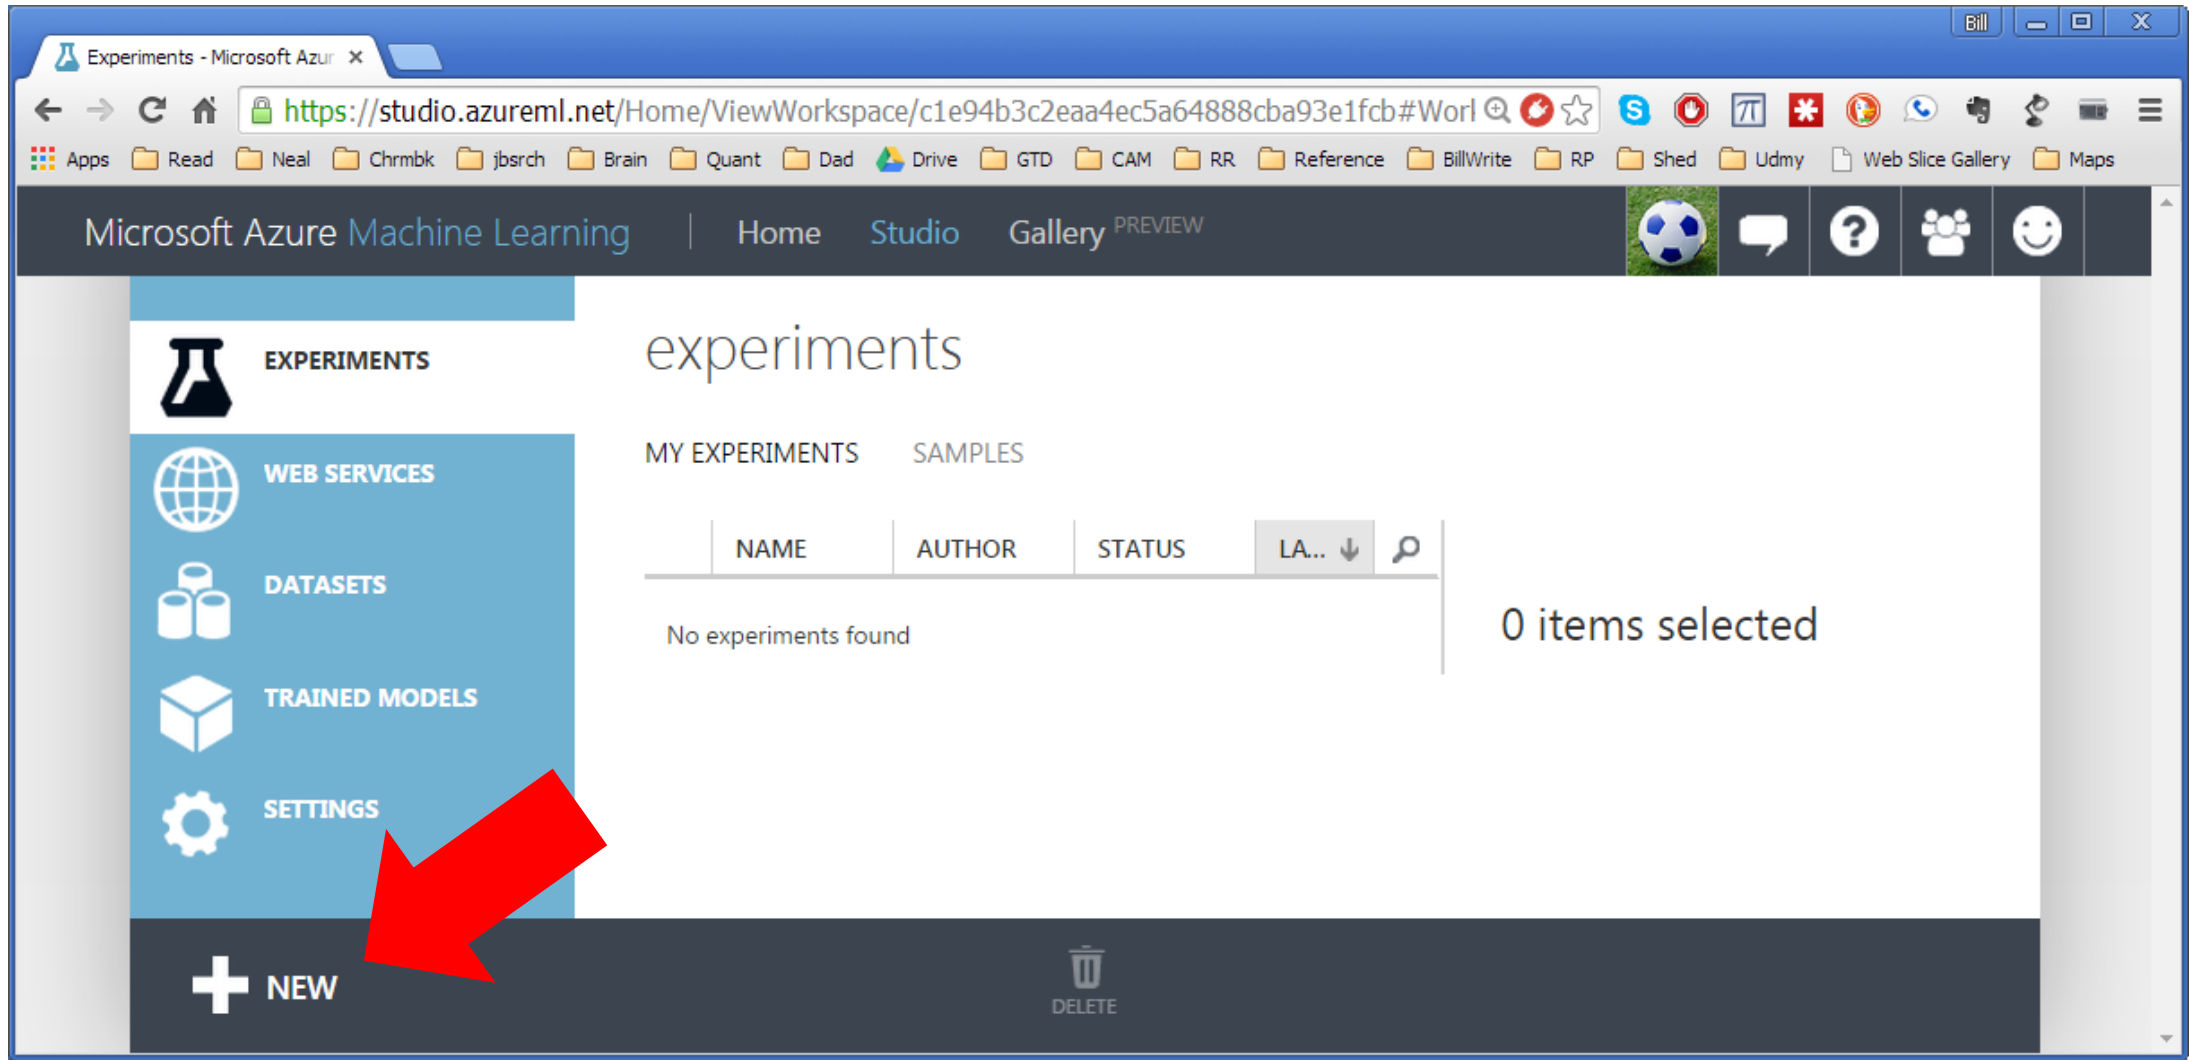 Bill
Experiments - Microsoft Azur
https://studio.azureml.net/Home/ViewWorkspace/c1e94b3c2eaa4ec5a64888cba93e1fcb#Worl
Apps Read Neal Chrmbk jbsrch Brain Quant Dad Drive GTD CAM RR Reference BillWrite RP Shed Udmy Web Slice Gallery Maps
Microsoft Azure Machine Learning | Home Studio Gallery PREVIEW
EXPERIMENTS
WEB SERVICES
DATASETS
TRAINED MODELS
SETTINGS
experiments
MY EXPERIMENTS SAMPLES
NAME AUTHOR STATUS LA...
No experiments found
0 items selected
NEW
DELETE